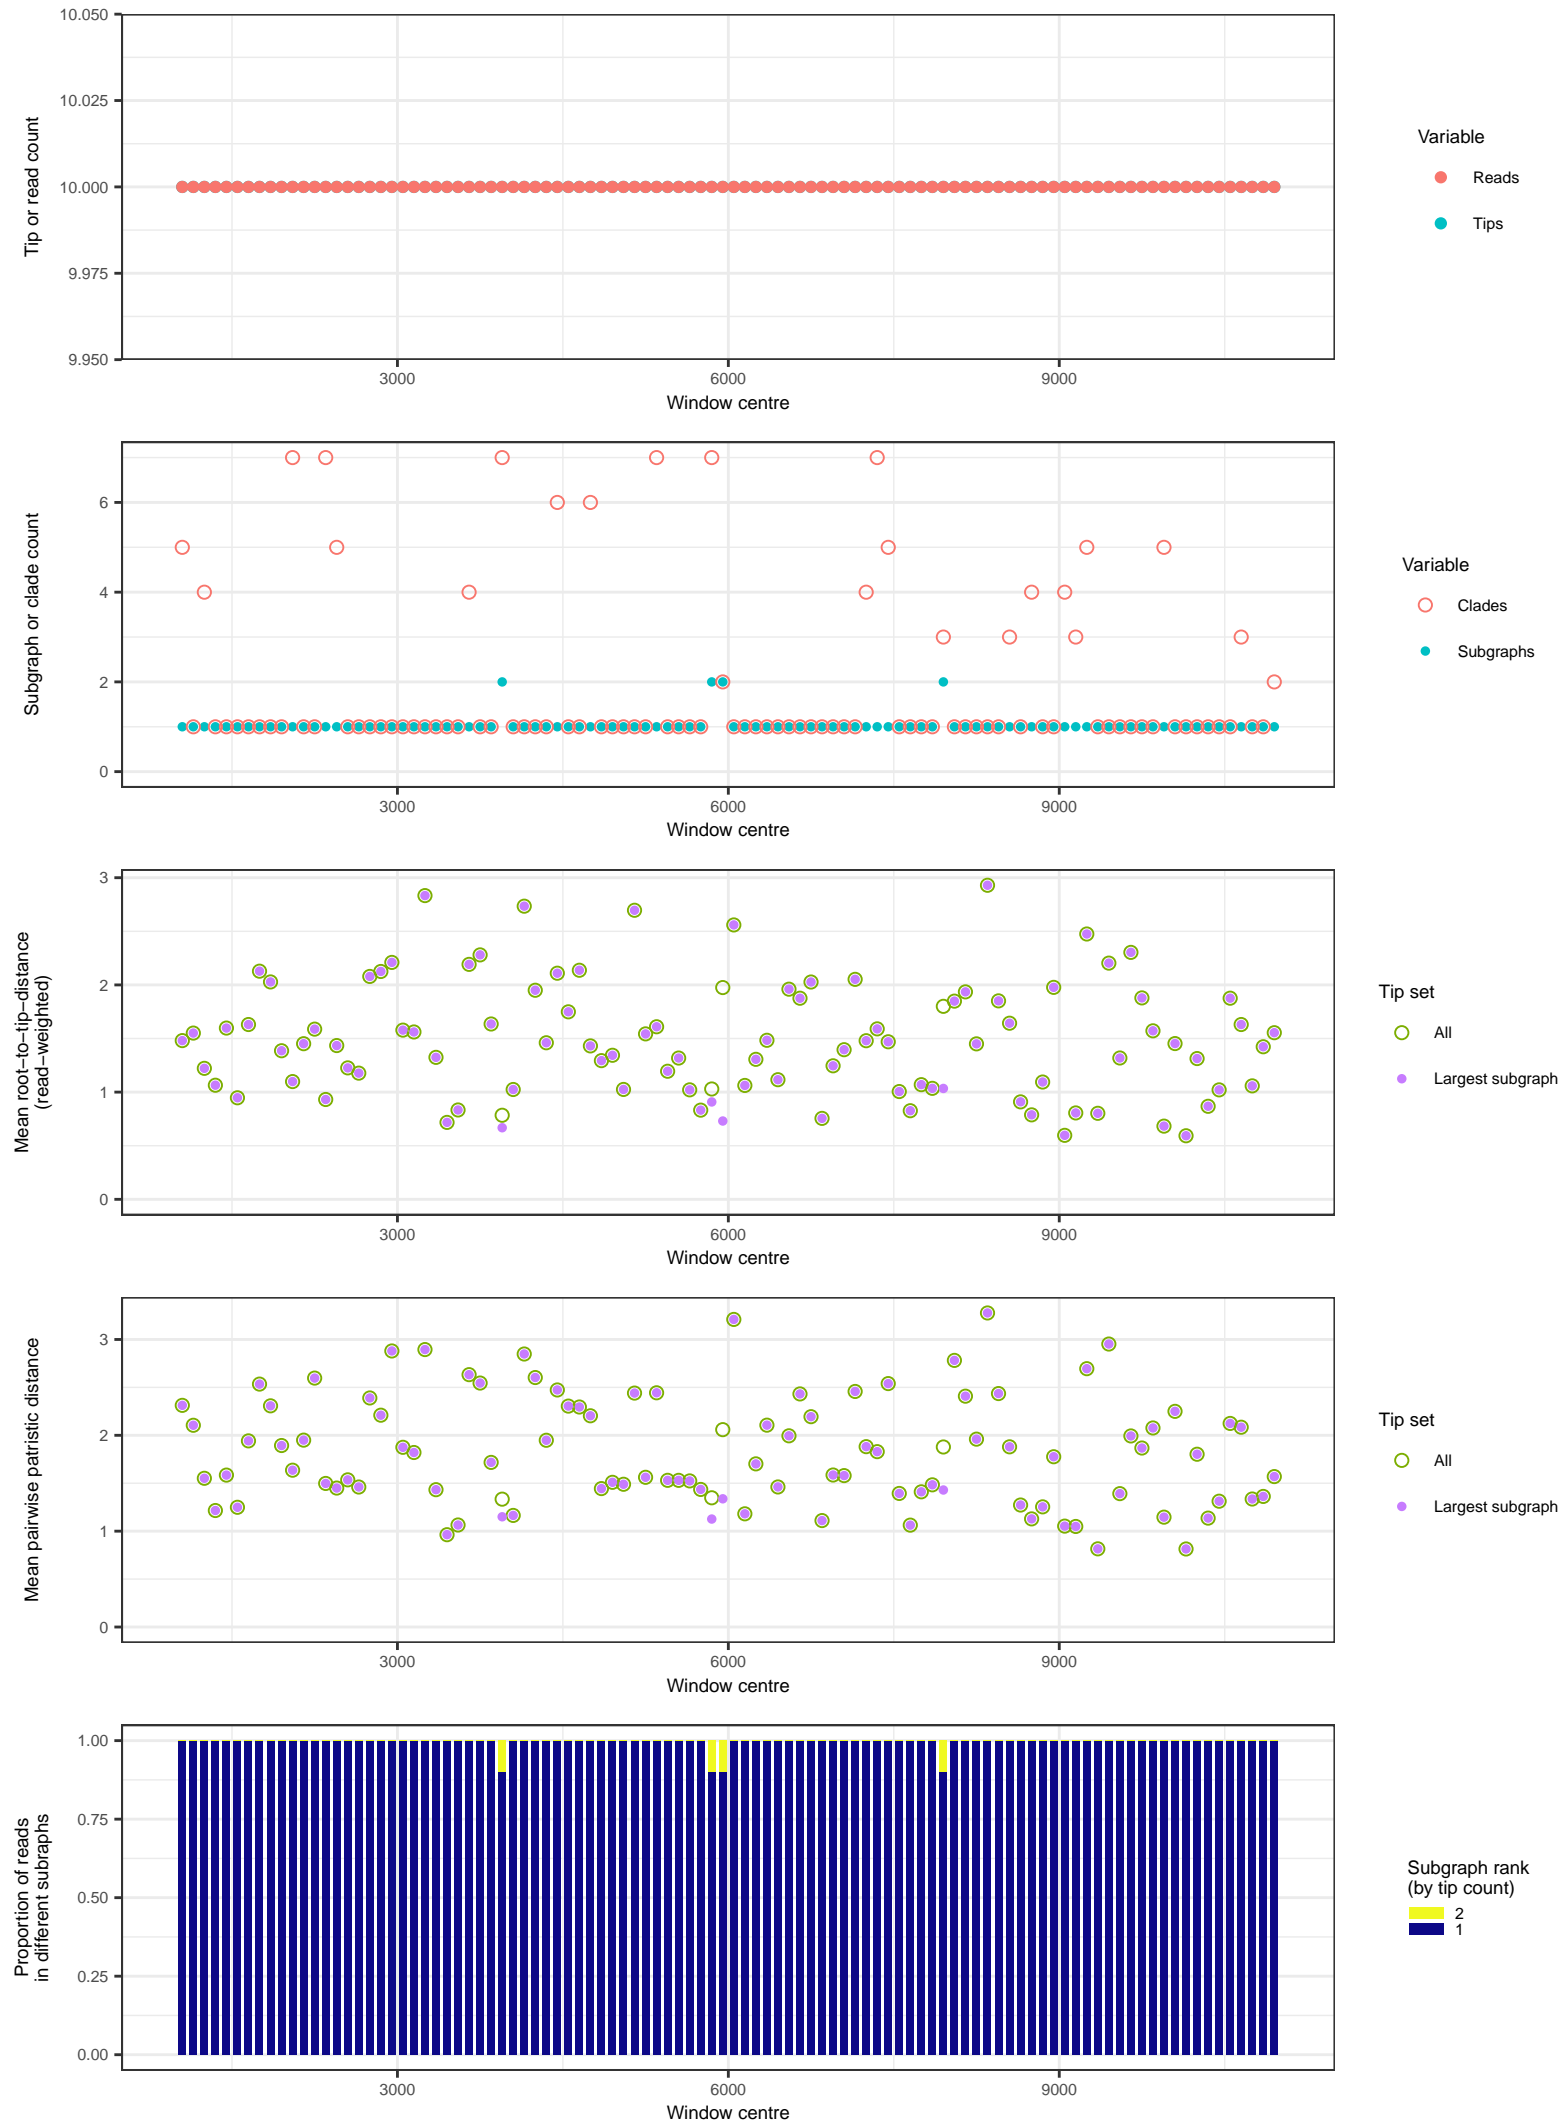 10.050
10.025
10.000
9.975
9.950
Tip or read count
3000
6000
9000
Window centre
Variable
Reads
Tips
6
4
2
0
Subgraph or clade count
3000
6000
9000
Window centre
Variable
Clades
Subgraphs
3
2
1
0
Mean root−to−tip−distance
(read−weighted)
3000
6000
9000
Window centre
Tip set
All
Largest subgraph
3
2
1
0
Mean pairwise patristic distance
3000
6000
9000
Window centre
Tip set
All
Largest subgraph
1.00
0.75
0.50
0.25
0.00
Proportion of reads
in different subraphs
3000
6000
9000
Window centre
Subgraph rank
(by tip count)
2
1